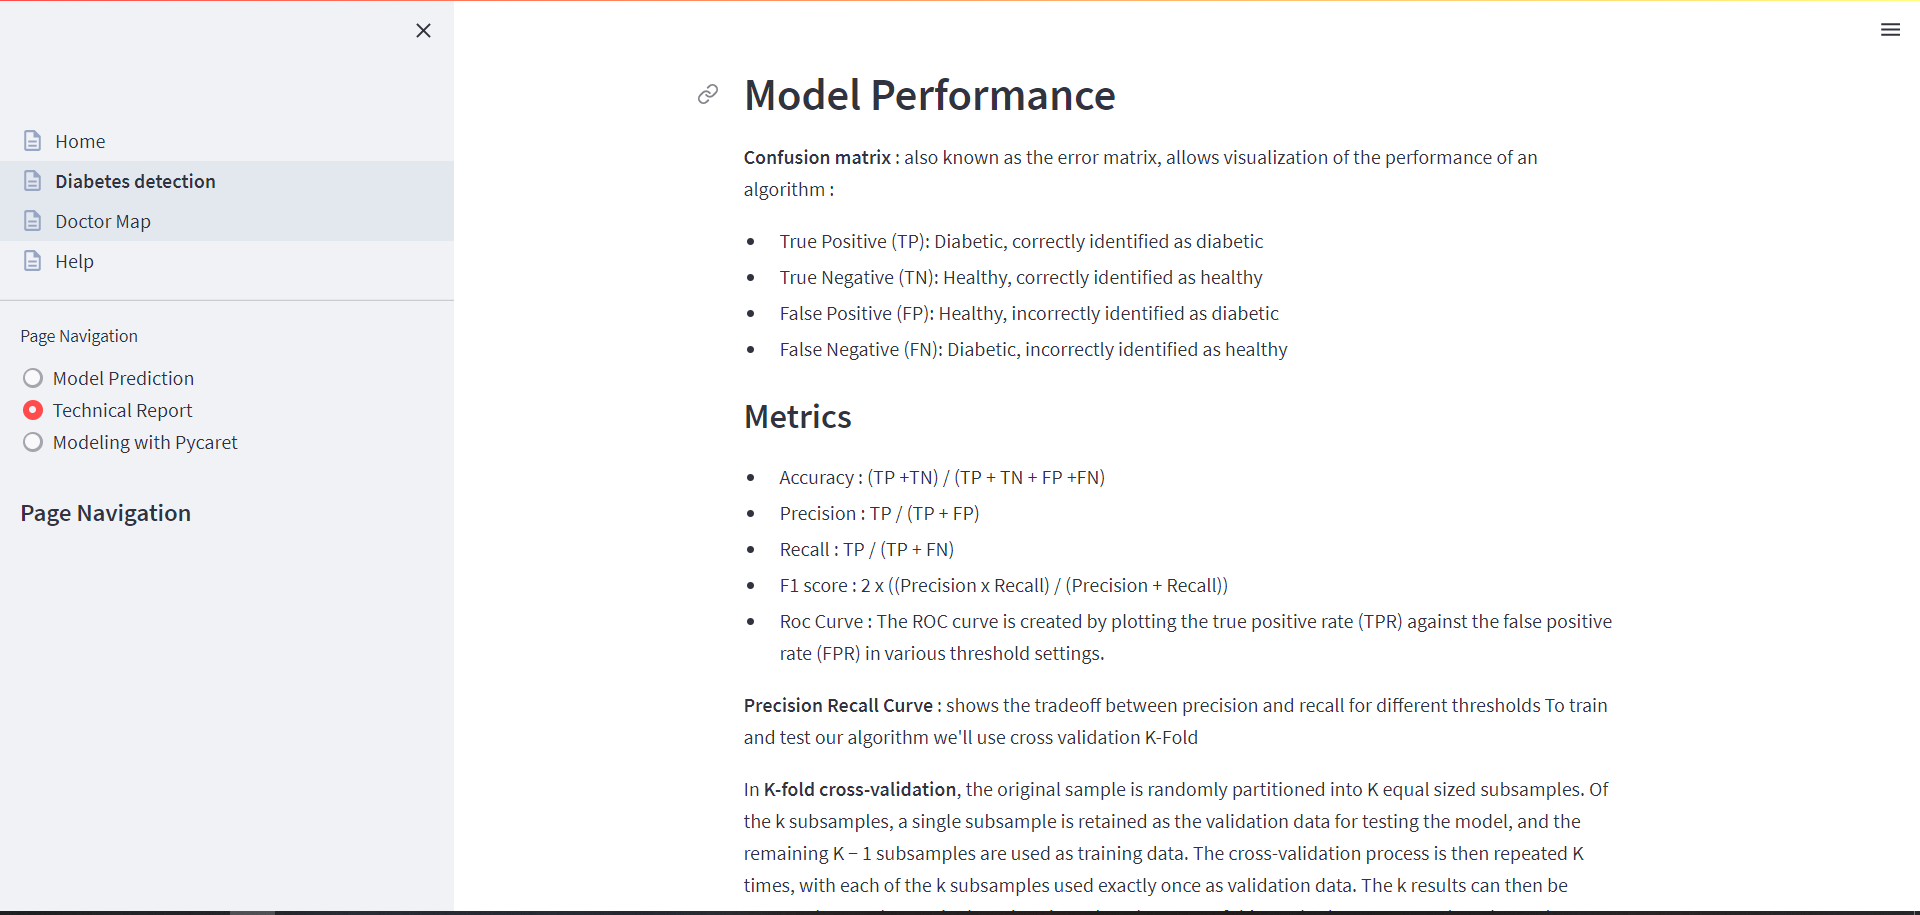 Home
Diabetes detection
Doctor Map
Help
Page Navigation
Model Prediction
Technical Report
Modeling with Pycaret
Page Navigation
Model Performance
Confusion matrix : also known as the error matrix, allows visualization of the performance of an
algorithm :
True Positive (TP): Diabetic, correctly identified as diabetic
True Negative (TN): Healthy, correctly identified as healthy
False Positive (FP): Healthy, incorrectly identified as diabetic
False Negative (FN): Diabetic, incorrectly identified as healthy
Metrics
Accuracy : (TP +TN) / (TP + TN + FP +FN)
Precision : TP / (TP + FP)
Recall : TP / (TP + FN)
F1 score : 2 x ((Precision x Recall) / (Precision + Recall))
Roc Curve : The ROC curve is created by plotting the true positive rate (TPR) against the false positive
rate (FPR) in various threshold settings.
Precision Recall Curve : shows the tradeoff between precision and recall for different thresholds To train
and test our algorithm we'll use cross validation K-Fold
In K-fold cross-validation, the original sample is randomly partitioned into K equal sized subsamples. Of
the k subsamples, a single subsample is retained as the validation data for testing the model, and the
remaining K − 1 subsamples are used as training data. The cross-validation process is then repeated K
times, with each of the k subsamples used exactly once as validation data. The k results can then be